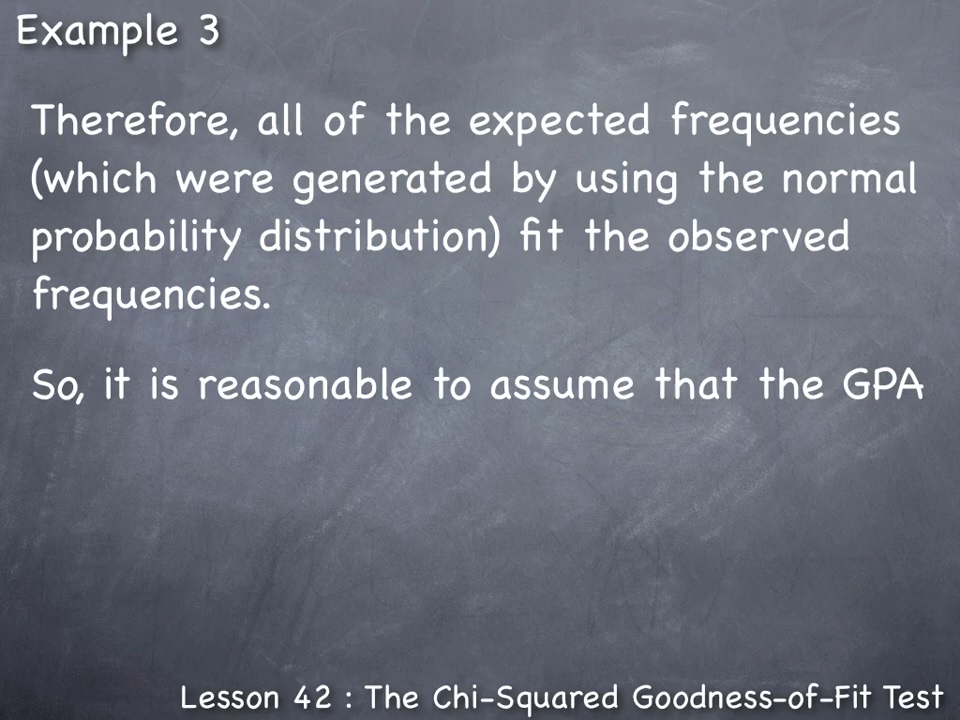 Example 3
Therefore, all of the expected frequencies
(which were generated by using the normal
probability distribution) fit the observed
frequencies.
So, it is reasonable to assume that the GPA
Lesson 42 : The Chi-Squared Goodness-of-Fit Test